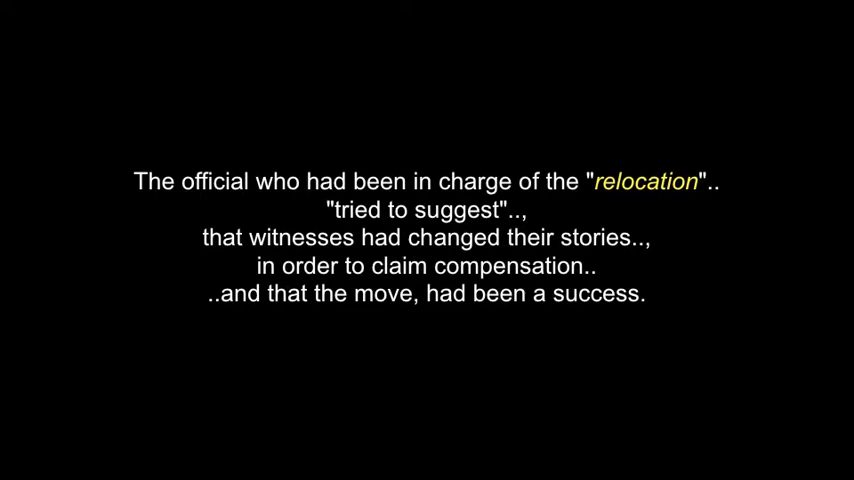 The official who had been in charge of the "relocation"..
"tried to suggest"..,
that witnesses had changed their stories..,
in order to claim compensation..
..and that the move, had been a success.